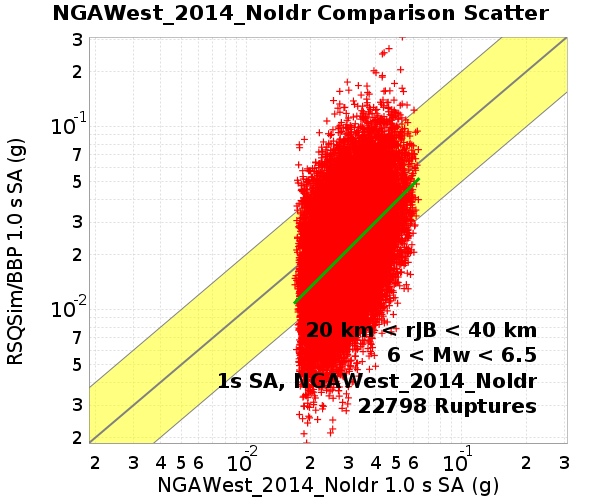 NGAWest_2014_NoIdr Comparison Scatter
RSQSim/BBP 1.0 s SA (g)
3
2
10-1
7
5
3
2
10-2
7
5
3
2
20 km < rJB < 40 km
6 < Mw < 6.5
1s SA, NGAWest_2014_NoIdr
22798 Ruptures
2 3 4 5 6 10-2 2 3 4 5 6 10-1 2 3
NGAWest_2014_NoIdr 1.0 s SA (g)